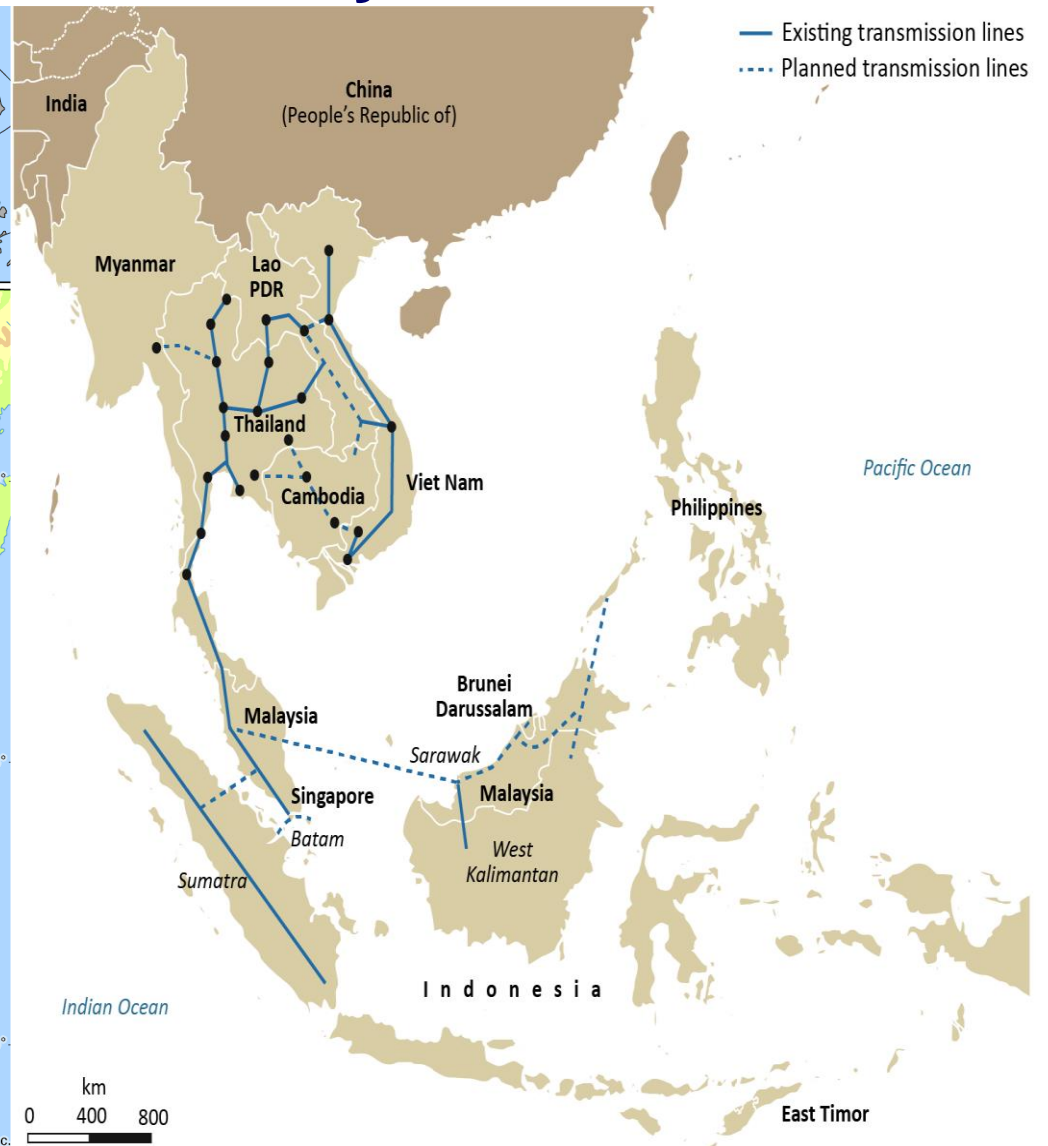 Existing transmission lines
Planned transmission lines
China
(People's Republic of)
India
Myanmar
Lao
PDR
Thailand
Cambodia
Viet Nam
Philippines
Pacific Ocean
Brunei
Darussalam
Malaysia
Sarawak
Malaysia
Singapore
Batam
West
Kalimantan
Sumatra
Indonesia
Indian Ocean
km
0 400 800
East Timor